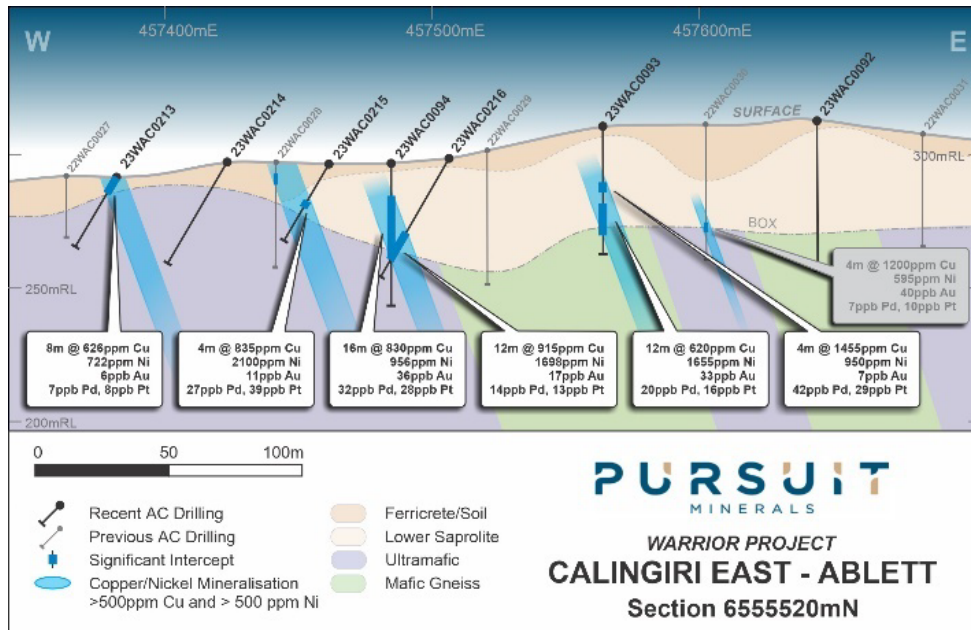 W
457400mE
457500mE
457600mE
E
22WAC0027
23WAC0213
23WAC0214
22WAC0028
23WAC0215
23WAC0094
23WAC0216
22WAC0029
23WAC0093
22WAC0030
SURFACE
23WAC0092
22WAC0031
300mRL
BOX
250mRL
200mRL
8m @ 626ppm Cu
722ppm Ni
6ppb Au
7ppb Pd, 8ppb Pt
4m @ 835ppm Cu
2100ppm Ni
11ppb Au
27ppb Pd, 39ppb Pt
16m @ 830ppm Cu
956ppm Ni
36ppb Au
32ppb Pd, 28ppb Pt
12m @ 915ppm Cu
1698ppm Ni
17ppb Au
14ppb Pd, 13ppb Pt
12m @ 620ppm Cu
1655ppm Ni
33ppb Au
20ppb Pd, 16ppb Pt
4m @ 1455ppm Cu
950ppm Ni
7ppb Au
42ppb Pd, 29ppb Pt
4m @ 1200ppm Cu
595ppm Ni
40ppb Au
7ppb Pd, 10ppb Pt
0
50
100m
Recent AC Drilling
Previous AC Drilling
Significant Intercept
Copper/Nickel Mineralisation
>500ppm Cu and > 500 ppm Ni
Ferricrete/Soil
Lower Saprolite
Ultramafic
Mafic Gneiss
PURSUIT
MINERALS
WARRIOR PROJECT
CALINGIRI EAST - ABLETT
Section 6555520mN